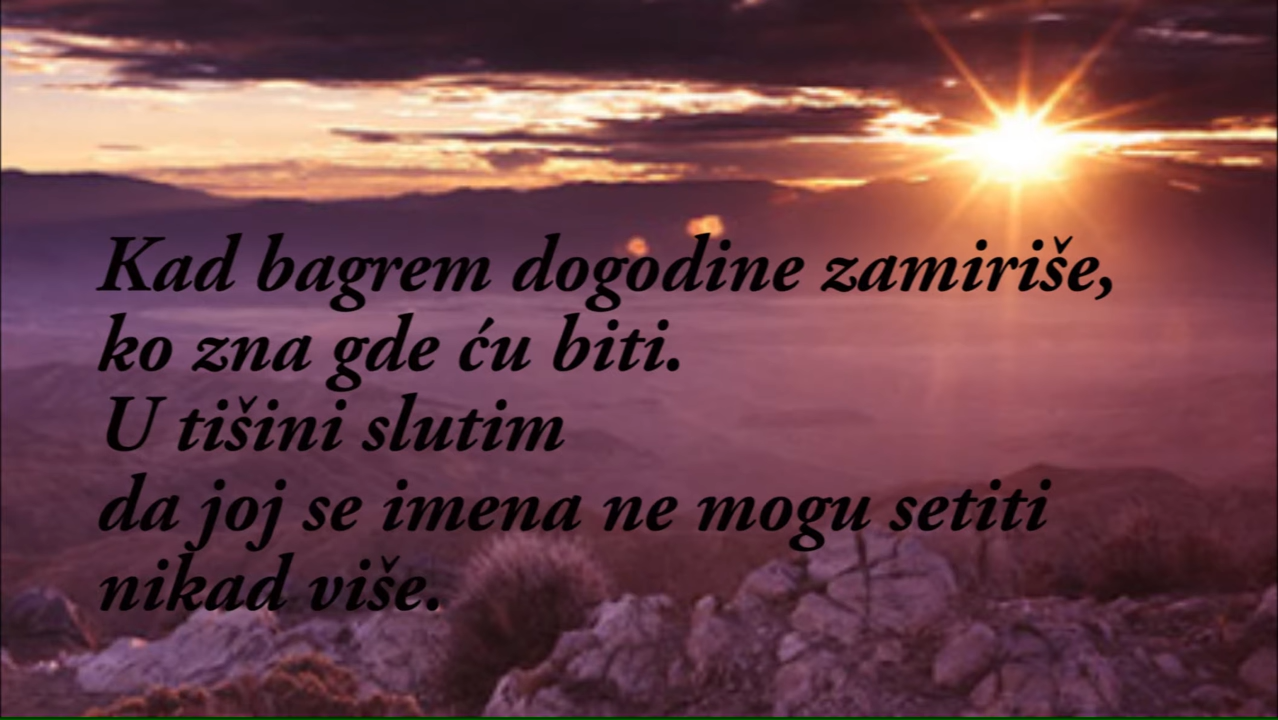 Kad bagrem dogodine zamiriše,
ko zna gde ću biti.
U tišini slutim
da joj se imena ne mogu setiti
nikad više.